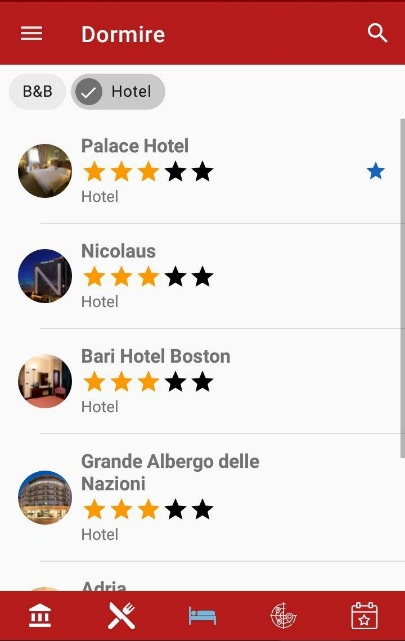 Dormire
B&B
Hotel
Palace Hotel
Hotel
Nicolaus
Hotel
Bari Hotel Boston
Hotel
Grande Albergo delle
Nazioni
Hotel
Adria